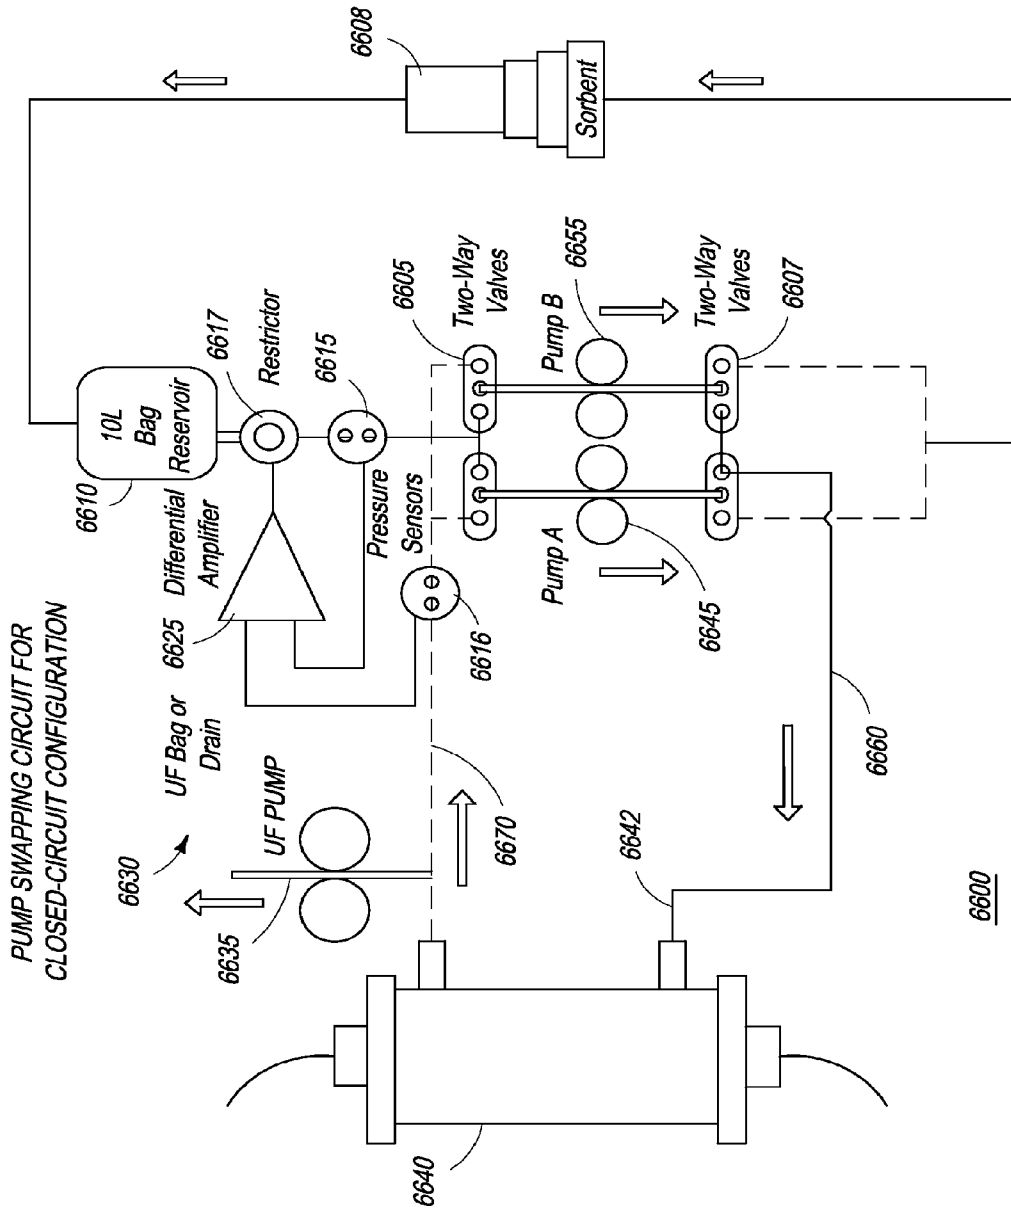 PUMP SWAPPING CIRCUIT FOR
CLOSED-CIRCUIT CONFIGURATION
6608
Sorbent
10L
Bag
Reservoir
6610
6617
Restrictor
6615
Differential
Amplifier
6625
Pressure
Sensors
6616
UF Bag or
Drain
6630
UF PUMP
6635
6670
6605
Two-Way
Valves
Pump B
6655
Pump A
6645
Two-Way
Valves
6607
6660
6642
6640
6600